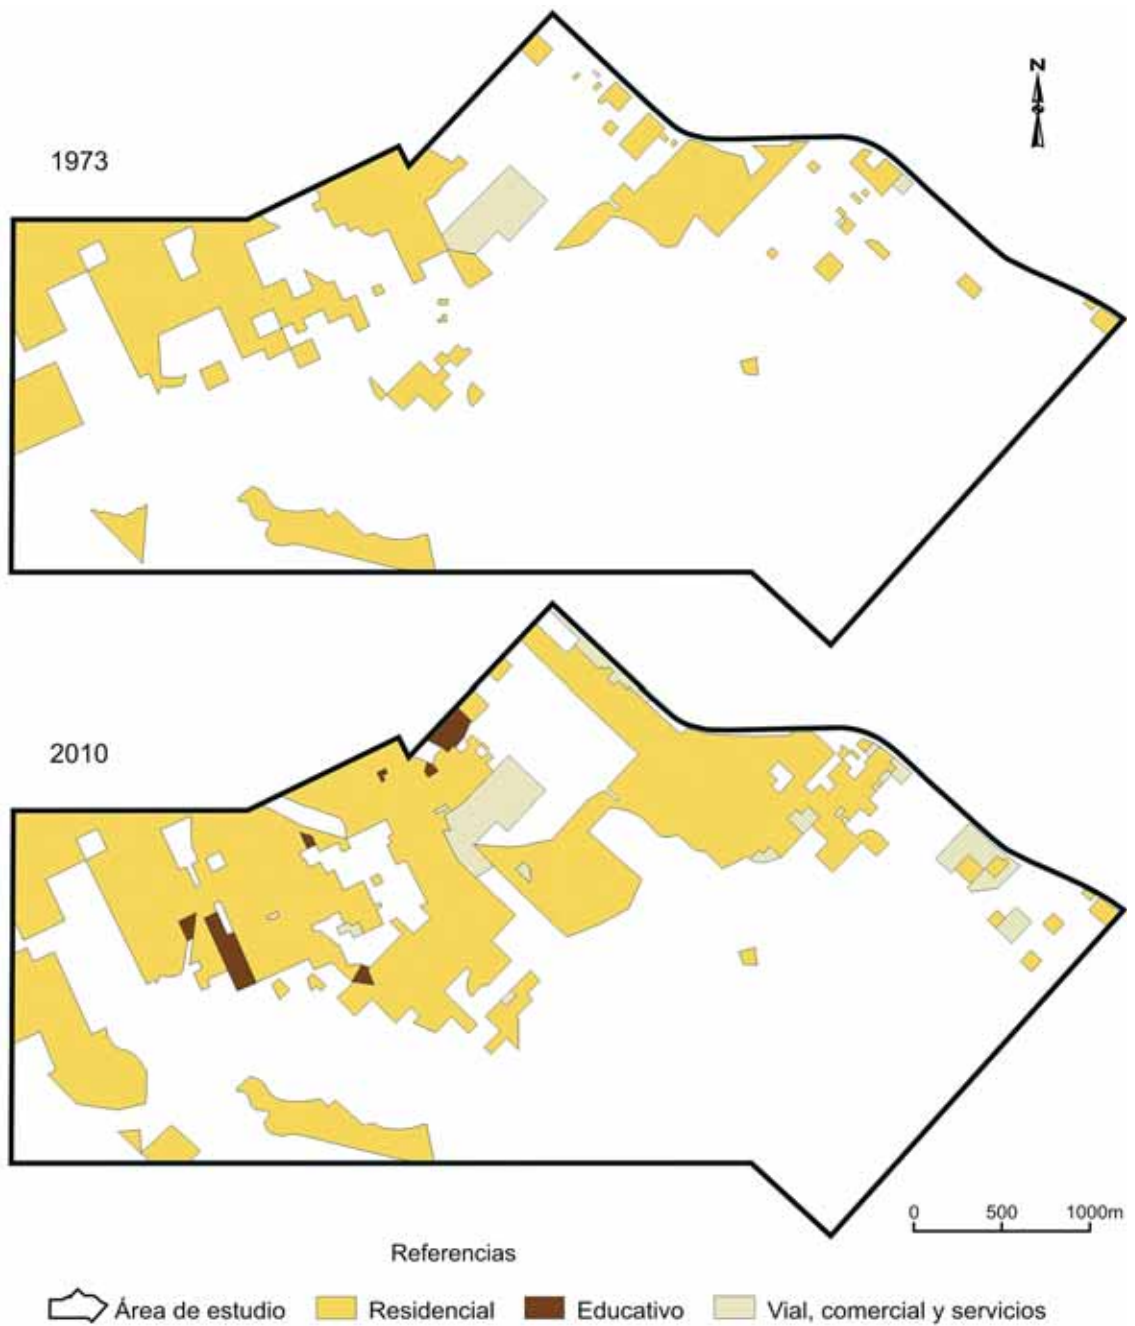 N
1973
2010
0 500 1000m
Referencias
Área de estudio Residencial Educativo Vial, comercial y servicios